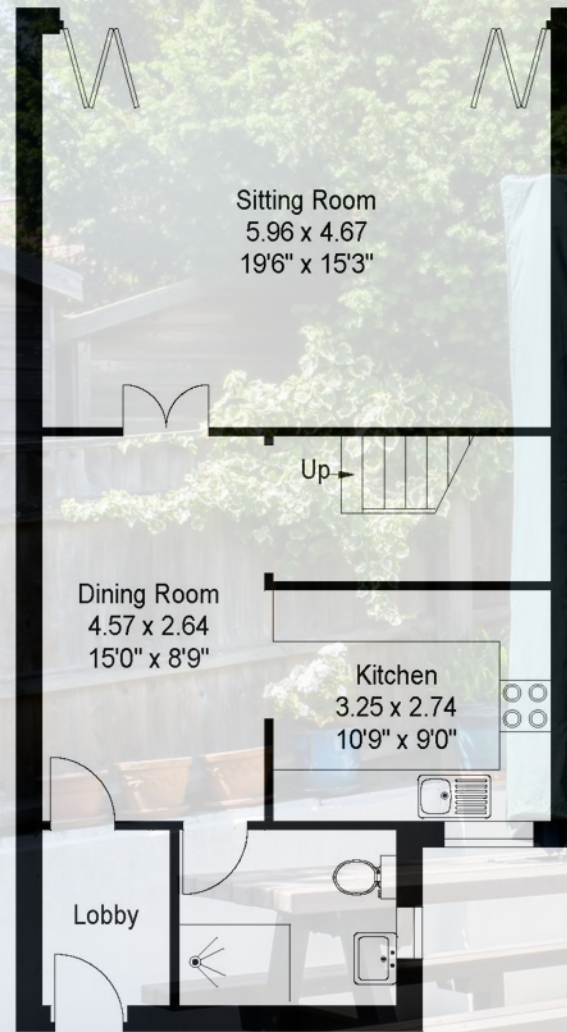 Sitting Room
5.96 x 4.67
19'6" x 15'3"
Up
Dining Room
4.57 x 2.64
15'0" x 8'9"
Kitchen
3.25 x 2.74
10'9" x 9'0"
Lobby